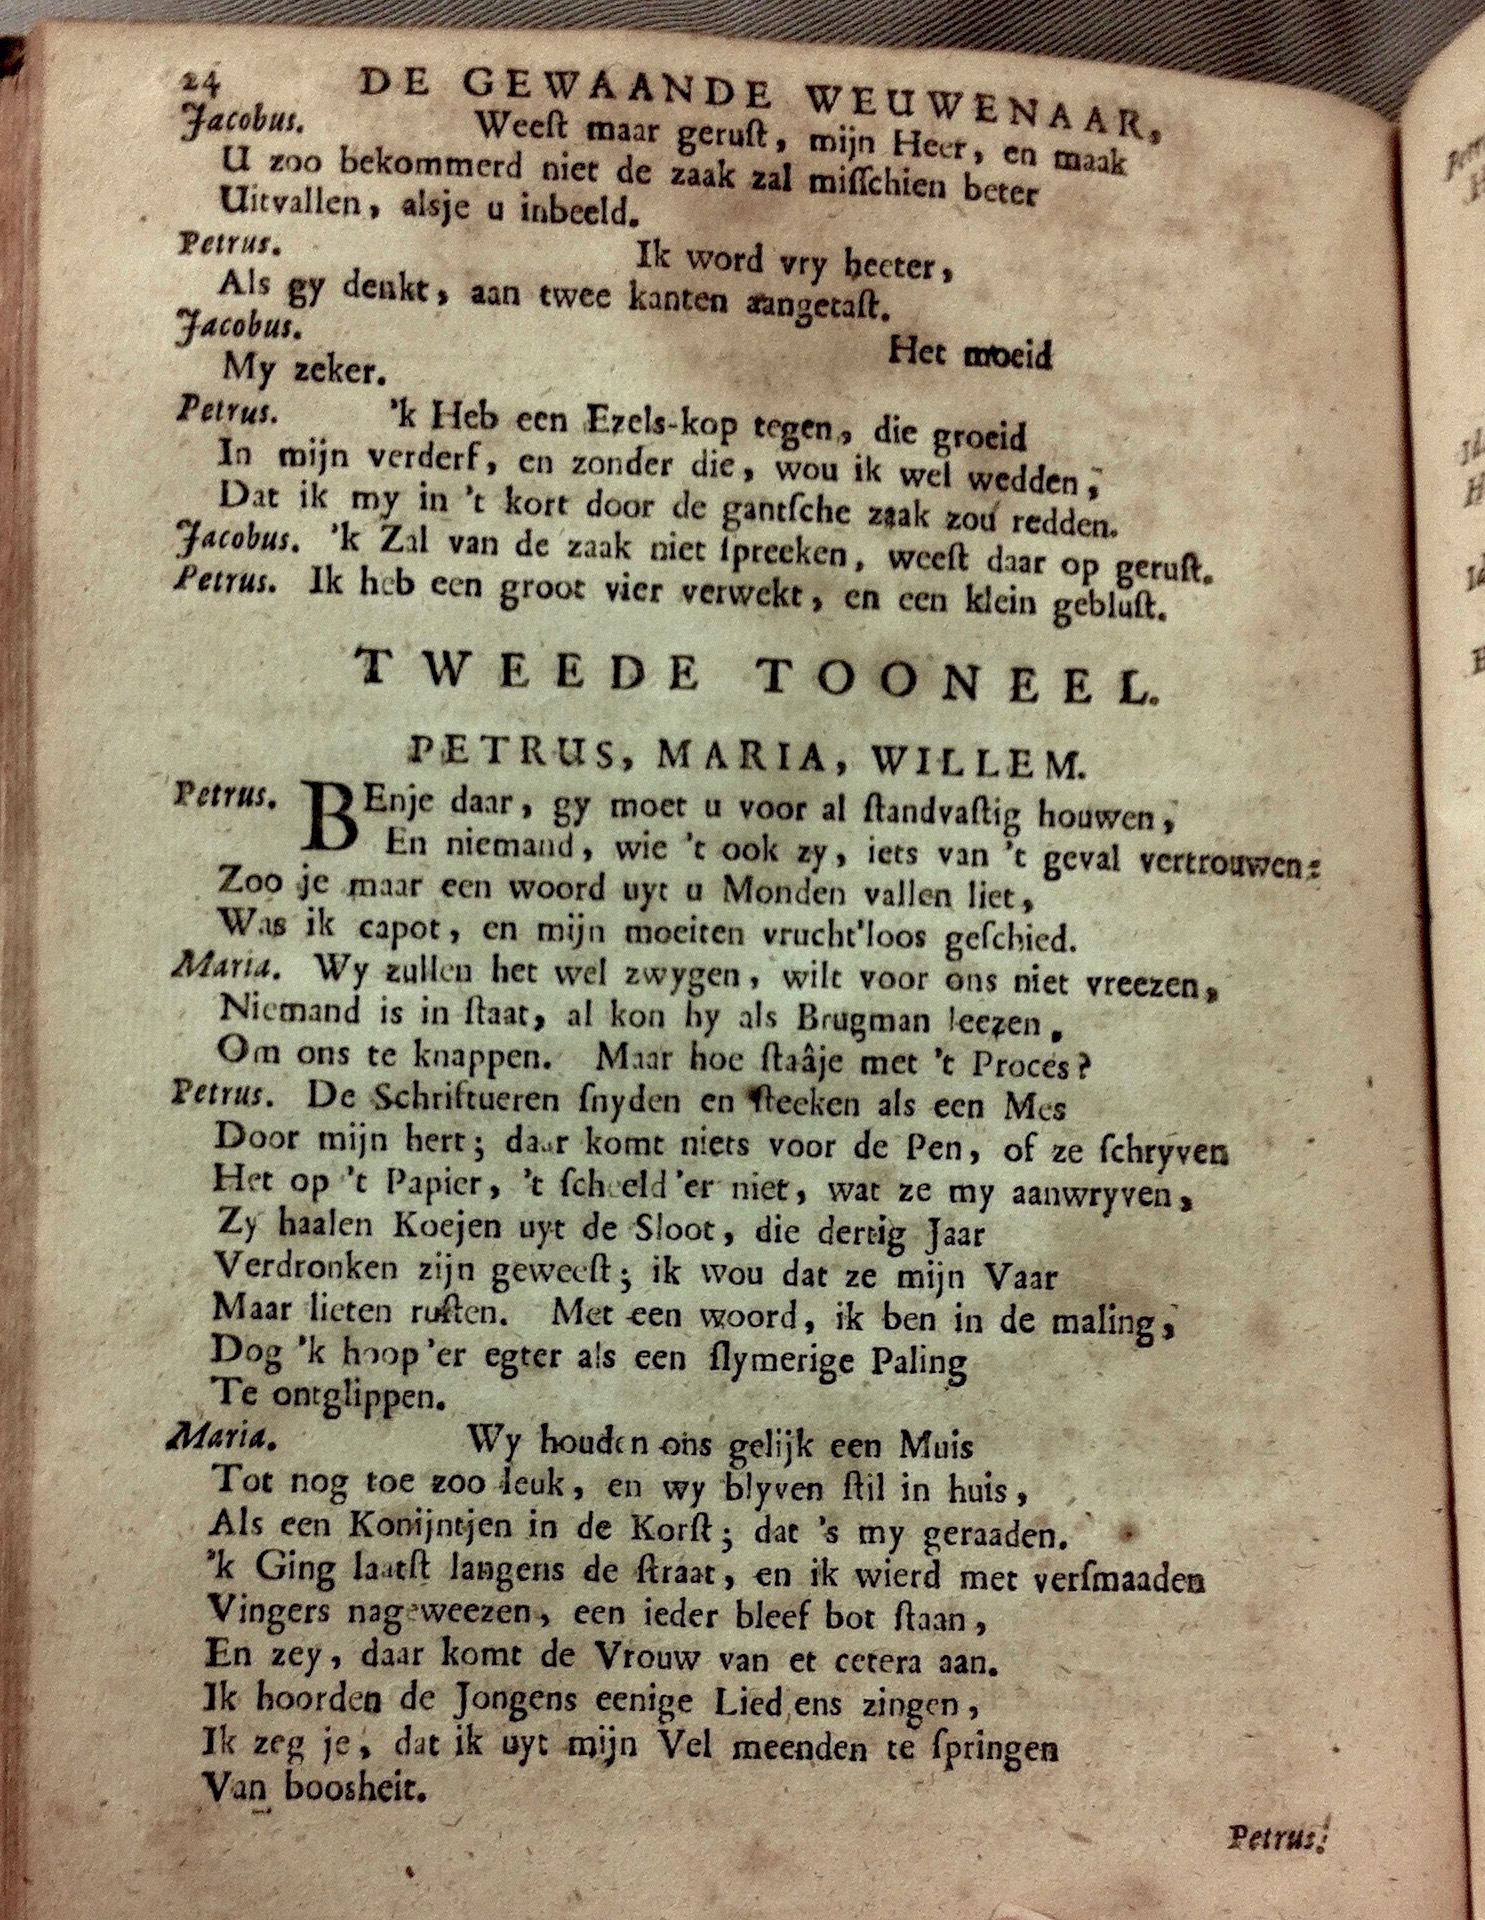 24 DE GEWAANDE WEUWENAAR,
Jacobus. Weeſt maar geruſt, mijn Heer, en maak
U zoo bekommerd niet de zaak zal miſſchien beter
Uitvallen, alsje u inbeeld.
Petrus. Ik word vry heeter,
Als gy denkt, aan twee kanten aangetaſt.
Jacobus. Het moeid
My zeker.
Petrus. 'k Heb een Ezels-kop tegen, die groeid
In mijn verderf, en zonder die, wou ik wel wedden,
Dat ik my in 't kort door de gantſche zaak zou redden.
Jacobus. 'k Zal van de zaak niet ſpreeken, weeſt daar op geruſt.
Petrus. Ik heb een groot vier verwekt, en een klein gebluſt.
TWEEDE TOONEEL.
PETRUS, MARIA, WILLEM.
Petrus. BEnje daar, gy moet u voor al ſtandvaſtig houwen,
En niemand, wie 't ook zy, iets van 't geval vertrouwen:
Zoo je maar een woord uyt u Monden vallen liet,
Was ik capot, en mijn moeiten vrucht'loos geſchied.
Maria. Wy zullen het wel zwygen, wilt voor ons niet vreezen,
Niemand is in ſtaat, al kon hy als Brugman leezen,
Om ons te knappen. Maar hoe ſtaâje met 't Proces?
Petrus. De Schriftueren ſnyden en ſteeken als een Mes
Door mijn hert; daar komt niets voor de Pen, of ze ſchryven
Het op 't Papier, 't ſcheeld 'er niet, wat ze my aanwryven,
Zy haalen Koejen uyt de Sloot, die dertig Jaar
Verdronken zijn geweeſt; ik wou dat ze mijn Vaar
Maar lieten ruſten. Met een woord, ik ben in de maling,
Dog 'k hoop 'er egter als een ſlymerige Paling
Te ontglippen.
Maria. Wy houden ons gelijk een Muis
Tot nog toe zoo leuk, en wy blyven ſtil in huis,
Als een Konijntjen in de Korſt; dat 's my geraaden.
'k Ging laatſt langens de ſtraat, en ik wierd met verſmaaden
Vingers nageweezen, een ieder bleef bot ſtaan,
En zey, daar komt de Vrouw van et cetera aan.
Ik hoorden de Jongens eenige Liedjens zingen,
Ik zeg je, dat ik uyt mijn Vel meenden te ſpringen
Van boosheit.
Petrus.